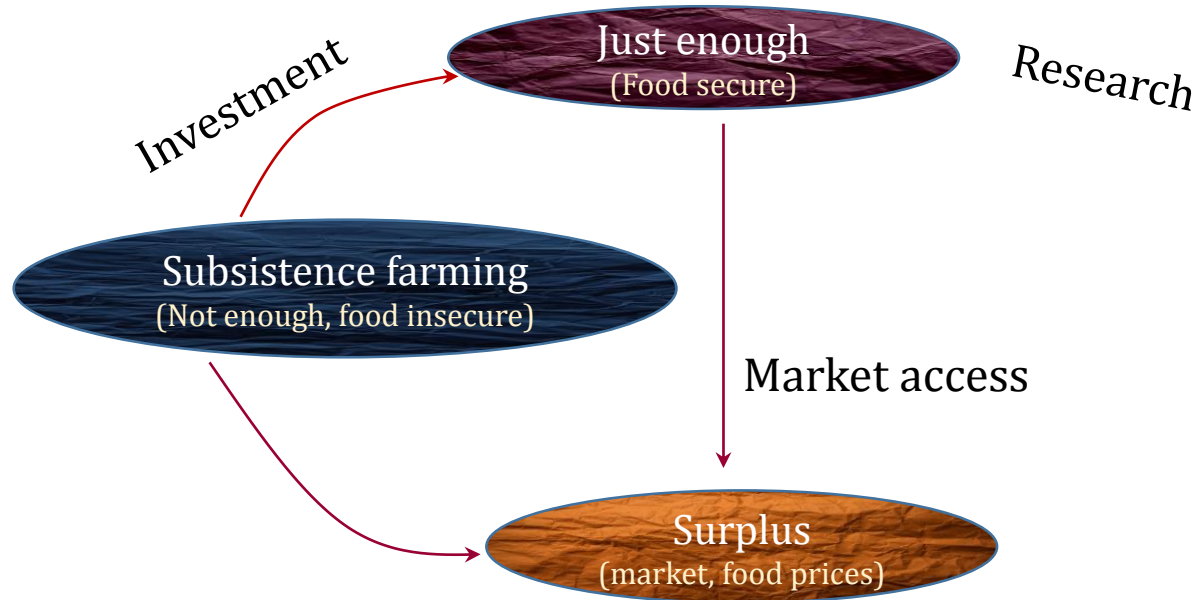 Just enough
(Food secure)
Research
Investment
Subsistence farming
(Not enough, food insecure)
Market access
Surplus
(market, food prices)